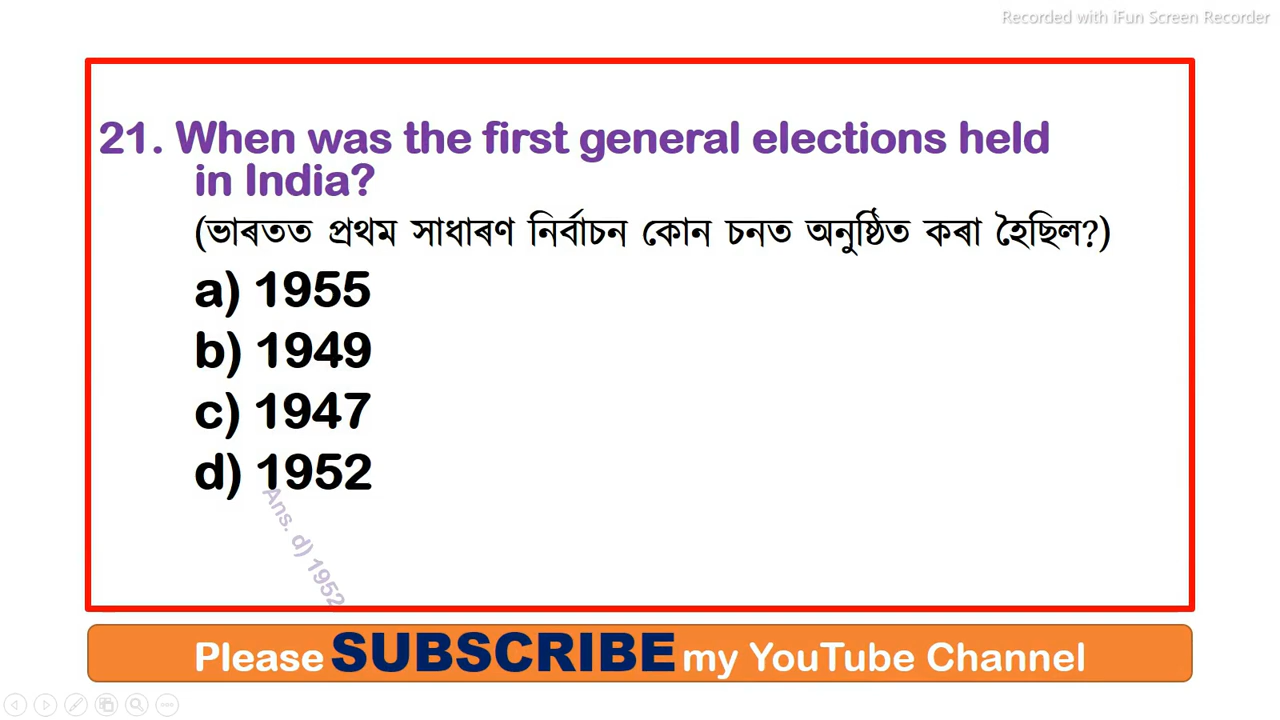 Recorded with iFun Screen Recorder
21. When was the first general elections held
in India?
(ভাৰতত প্ৰথম সাধাৰণ নিৰ্বাচন কোন চনত অনুষ্ঠিত কৰা হৈছিল?)
a) 1955
b) 1949
c) 1947
d) 1952
Ans. d) 1952
Please SUBSCRIBE my YouTube Channel